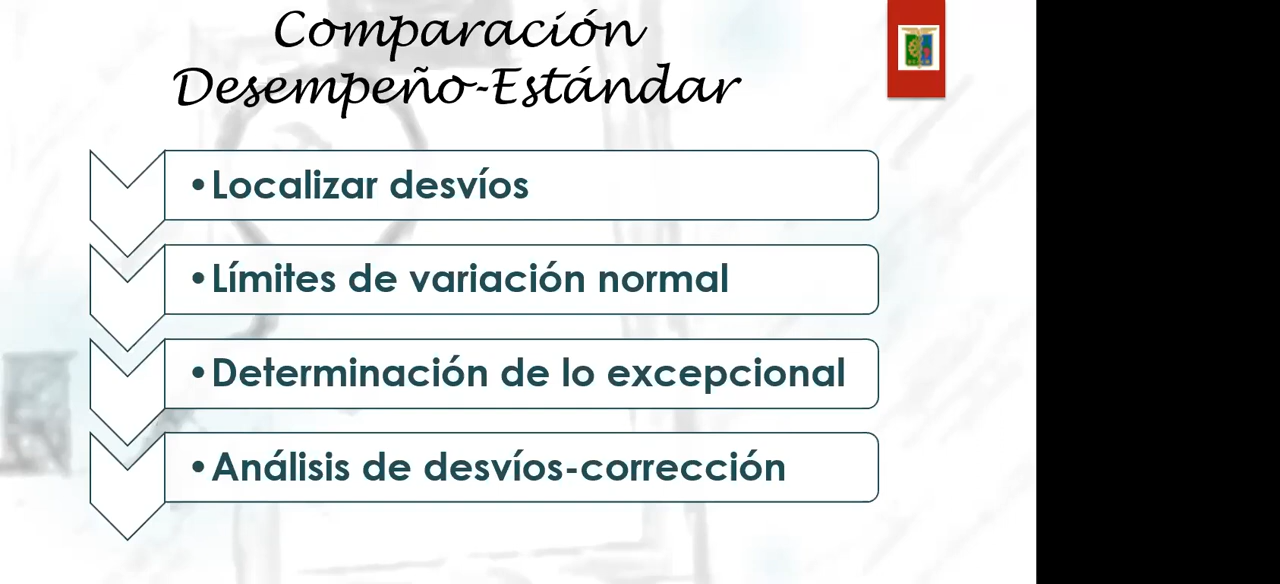 Comparación
Desempeño-Estándar
•Localizar desvíos
•Límites de variación normal
•Determinación de lo excepcional
•Análisis de desvíos-corrección